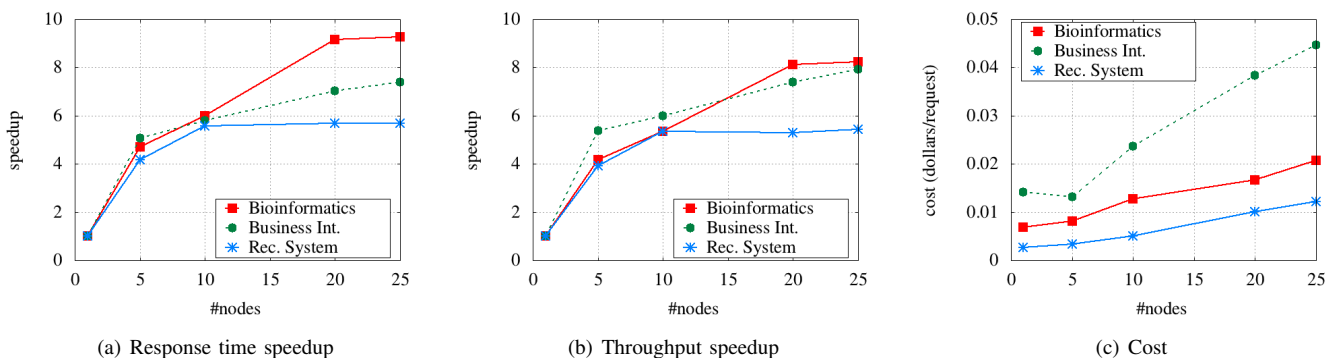 10
8
6
4
2
0
speedup
0 5 10 15 20 25
#nodes
Bioinformatics
Business Int.
Rec. System
(a) Response time speedup
10
8
6
4
2
0
speedup
0 5 10 15 20 25
#nodes
Bioinformatics
Business Int.
Rec. System
(b) Throughput speedup
0.05
0.04
0.03
0.02
0.01
0
cost (dollars/request)
Bioinformatics
Business Int.
Rec. System
0 5 10 15 20 25
#nodes
(c) Cost